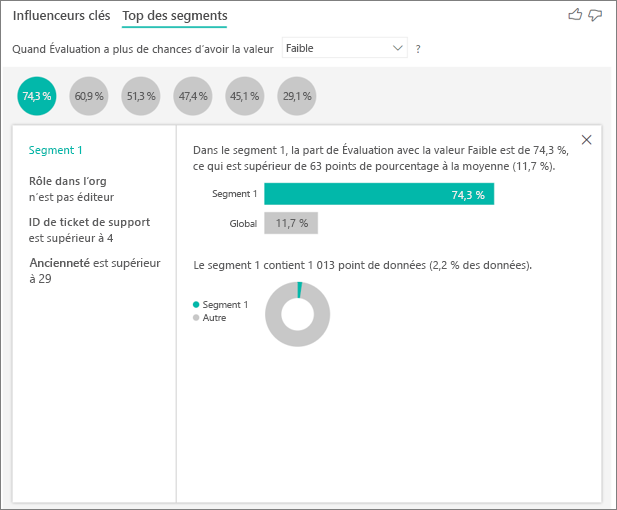 Influenceurs clés Top des segments
Quand Évaluation a plus de chances d'avoir la valeur Faible ?
74,3 % 60,9 % 51,3 % 47,4 % 45,1 % 29,1 %
Segment 1
Rôle dans l'org
n'est pas éditeur
ID de ticket de support
est supérieur à 4
Ancienneté est supérieur
à 29
Dans le segment 1, la part de Évaluation avec la valeur Faible est de 74,3 %,
ce qui est supérieur de 63 points de pourcentage à la moyenne (11,7 %).
Segment 1 74,3 %
Global 11,7 %
Le segment 1 contient 1 013 point de données (2,2 % des données).
Segment 1
Autre